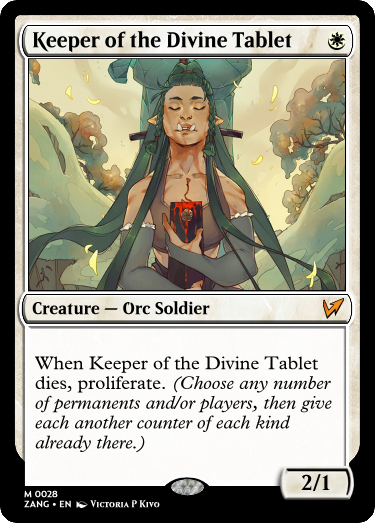 Keeper of the Divine Tablet
Creature — Orc Soldier
When Keeper of the Divine Tablet
dies, proliferate. (Choose any number
of permanents and/or players, then give
each another counter of each kind
already there.)
2/1
M 0028
ZANG • EN Victoria P Kivo